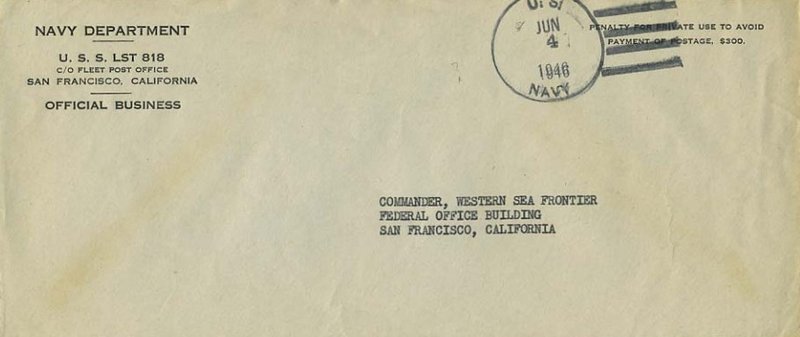 NAVY DEPARTMENT
U. S. S. LST 818
C/O FLEET POST OFFICE
SAN FRANCISCO, CALIFORNIA
OFFICIAL BUSINESS
U. S.
JUN
4
1946
NAVY
PENALTY FOR PRIVATE USE TO AVOID
PAYMENT OF POSTAGE, $300.
COMMANDER, WESTERN SEA FRONTIER
FEDERAL OFFICE BUILDING
SAN FRANCISCO, CALIFORNIA